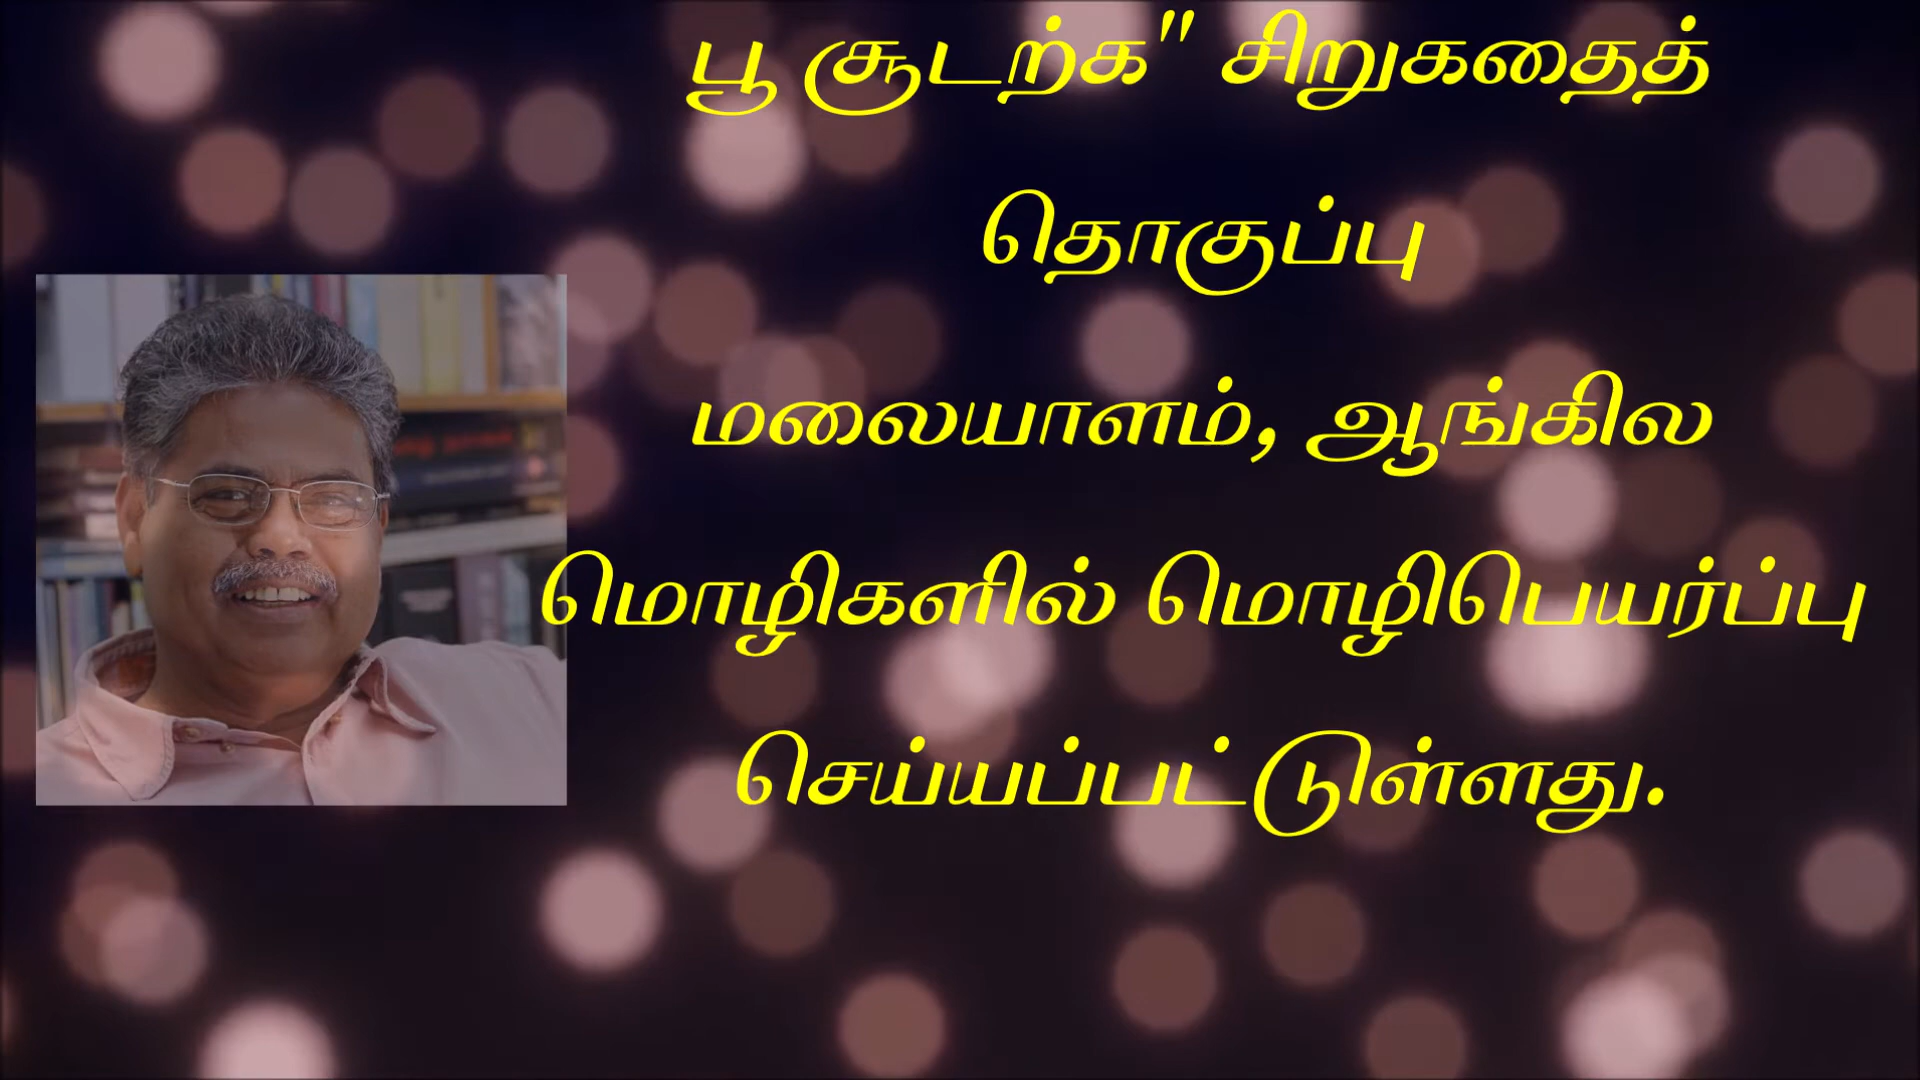 பூ சூடற்க" சிறுகதைத்
தொகுப்பு
மலையாளம், ஆங்கில
மொழிகளில் மொழிபெயர்ப்பு
செய்யப்பட்டுள்ளது.